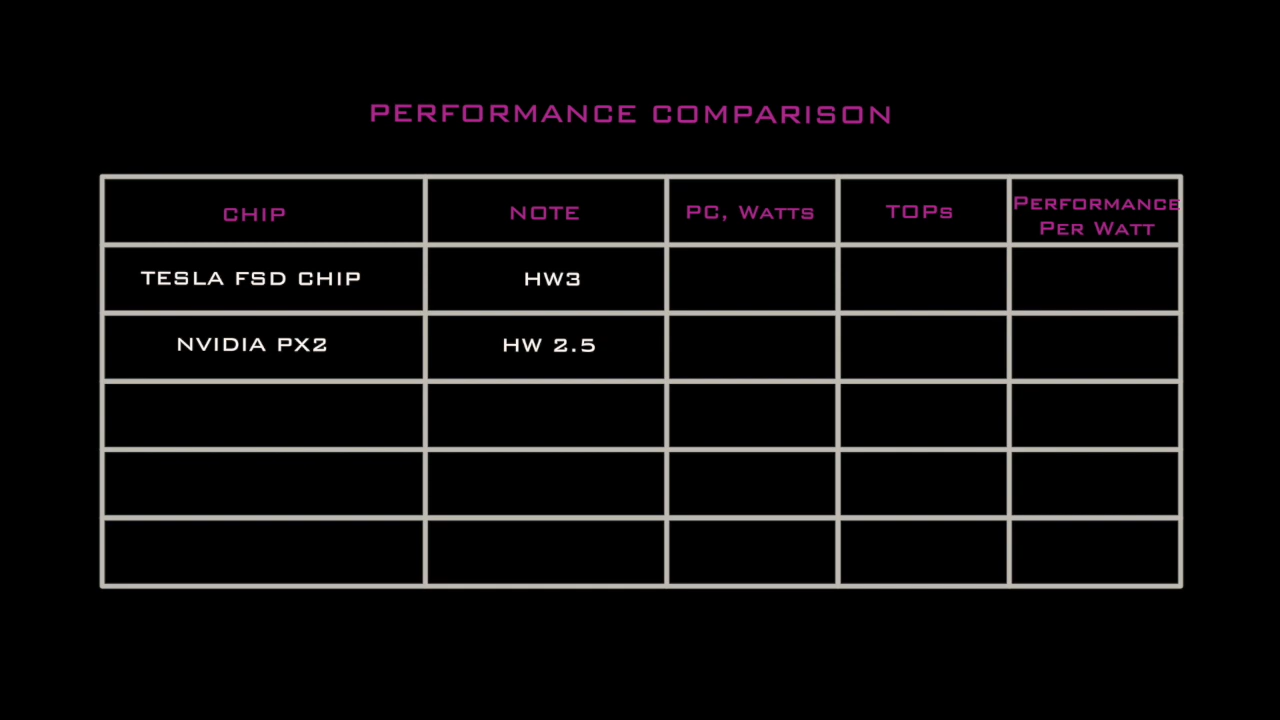 PERFORMANCE COMPARISON
CHIP NOTE PC, WATTS TOPs PERFORMANCE PER WATT
TESLA FSD CHIP HW3
NVIDIA PX2 HW 2.5